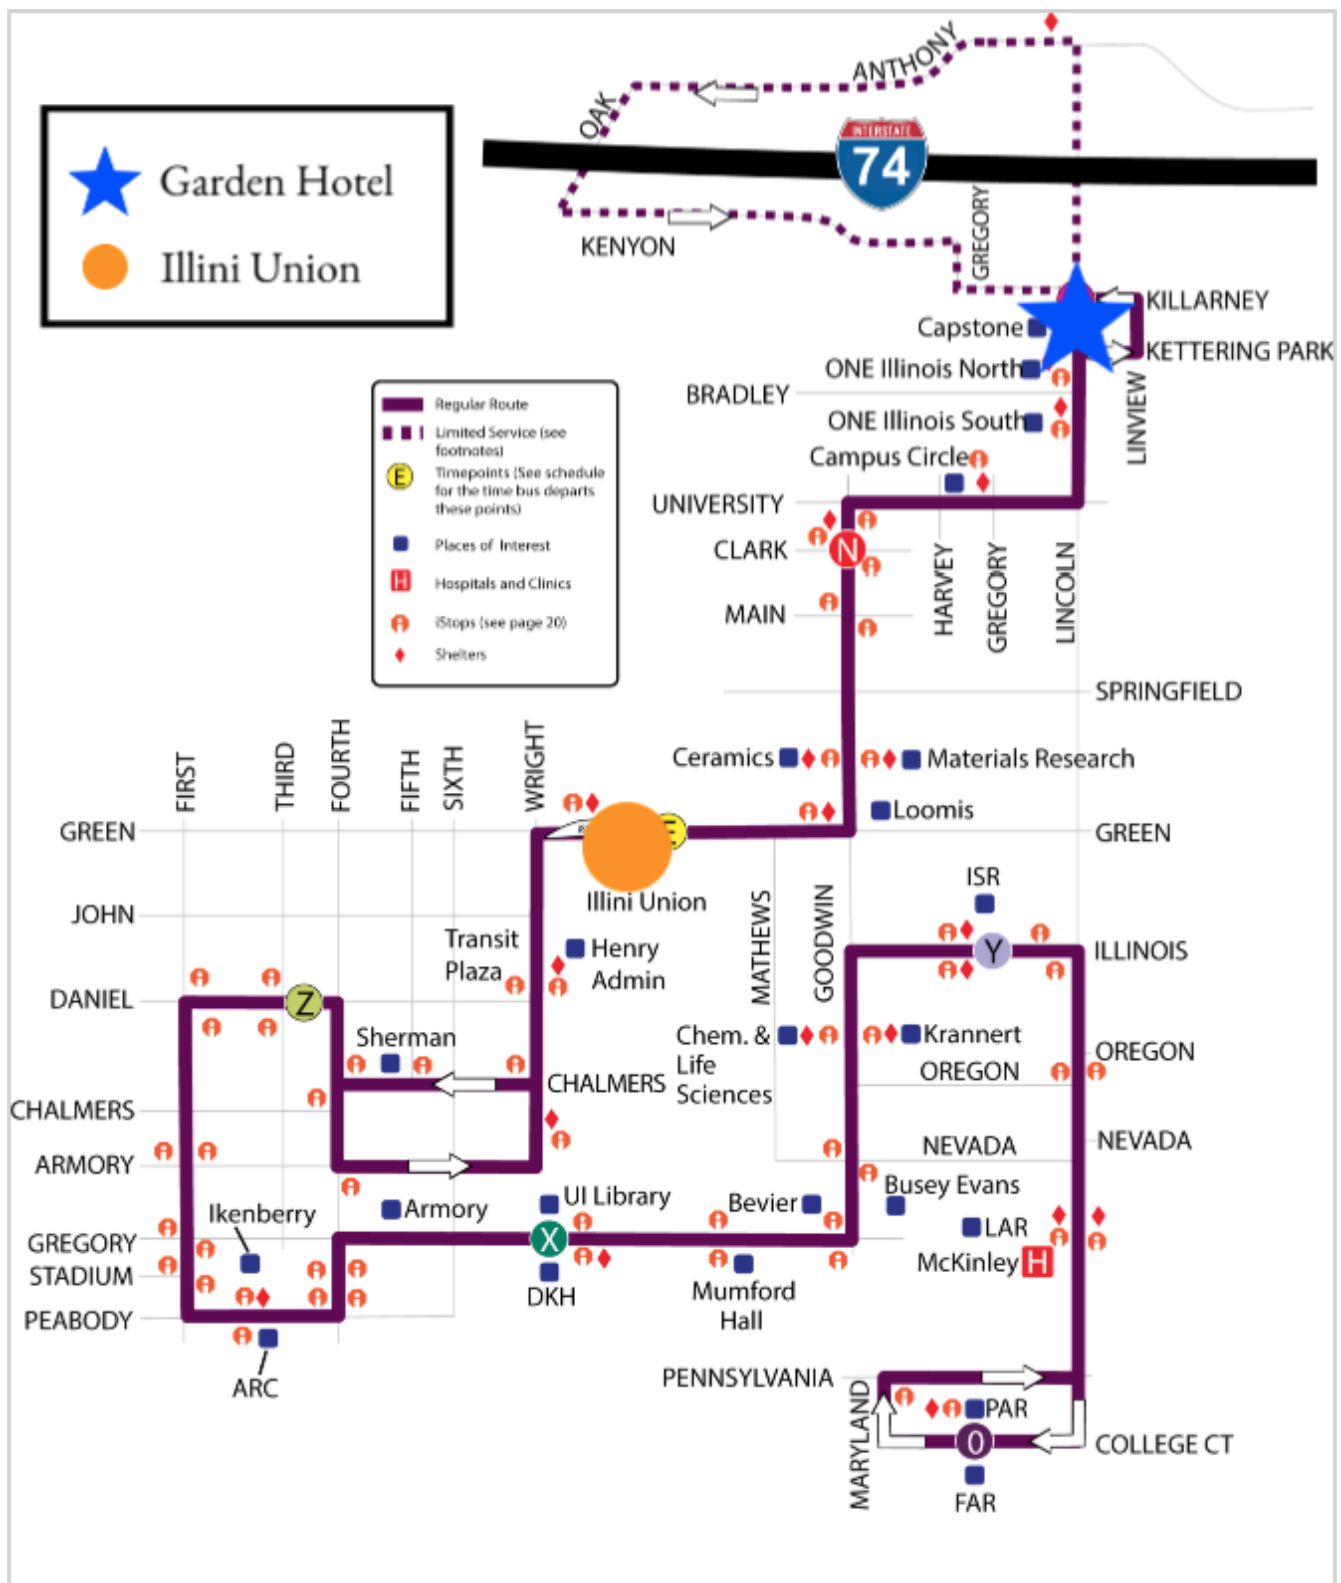 ANTHONY
OAK
INTERSTATE
74
Garden Hotel
Illini Union
KENYON
GREGORY
KILLARNEY
Capstone
KETTERING PARK
ONE Illinois North
BRADLEY
LINVIEW
ONE Illinois South
Campus Circle
Regular Route
Limited Service (see
footnotes)
E
Timepoints (See schedule
for the time bus departs
these points)
Places of Interest
H
Hospitals and Clinics
iStops (see page 20)
Shelters
UNIVERSITY
CLARK
N
MAIN
HARVEY
GREGORY
LINCOLN
SPRINGFIELD
FIRST
THIRD
FOURTH
FIFTH
SIXTH
WRIGHT
Ceramics
Materials Research
Loomis
GREEN
E
GREEN
Illini Union
ISR
JOHN
MATHEWS
GOODWIN
Transit
Plaza
Henry
Admin
Y
ILLINOIS
DANIEL
Z
Sherman
Chem. &
Life
Sciences
Krannert
OREGON
OREGON
CHALMERS
CHALMERS
ARMORY
NEVADA
NEVADA
Armory
UI Library
Bevier
Busey Evans
Ikenberry
LAR
GREGORY
X
McKinley
H
STADIUM
DKH
Mumford
Hall
PEABODY
ARC
PENNSYLVANIA
MARYLAND
PAR
O
COLLEGE CT
FAR